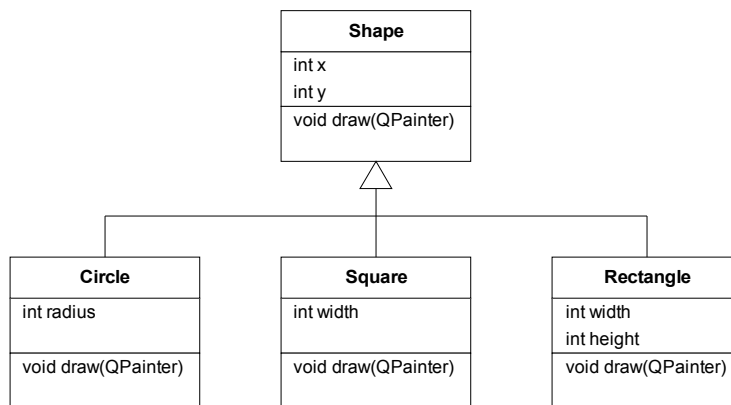 Shape
int x
int y
void draw(QPainter)
Circle
int radius
void draw(QPainter)
Square
int width
void draw(QPainter)
Rectangle
int width
int height
void draw(QPainter)